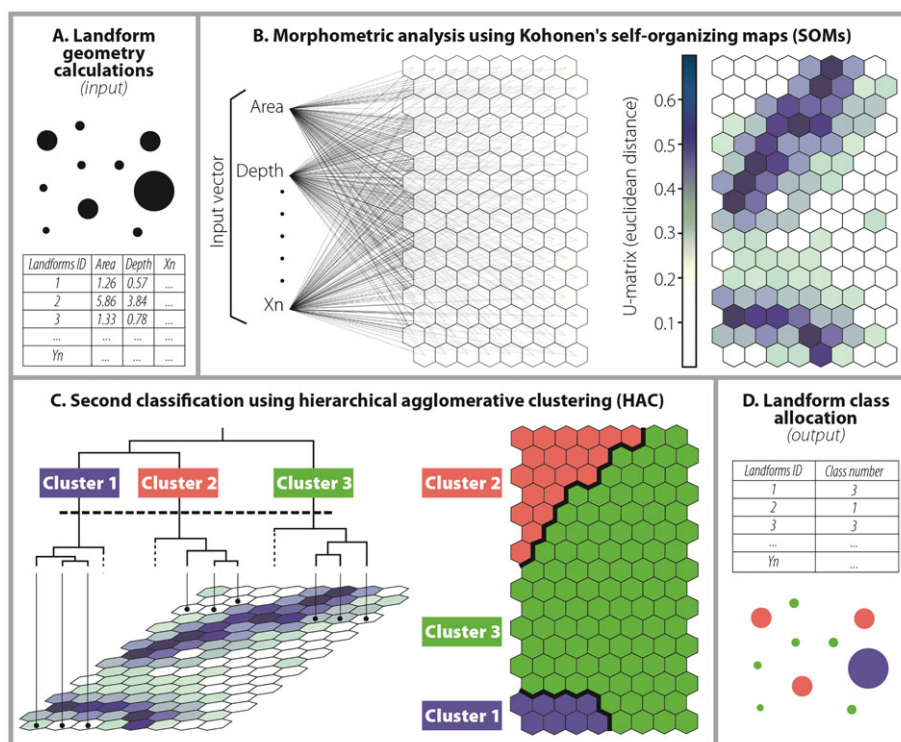 A. Landform
geometry
calculations
(input)
Landforms ID Area Depth Xn
1 1.26 0.57 ...
2 5.86 3.84 ...
3 1.33 0.78 ...
... ... ... ...
Yn ... ... ...
B. Morphometric analysis using Kohonen's self-organizing maps (SOMs)
Input vector
Area
Depth
Xn
U-matrix (euclidean distance)
0.6
0.5
0.4
0.3
0.2
0.1
C. Second classification using hierarchical agglomerative clustering (HAC)
Cluster 1 Cluster 2 Cluster 3
Cluster 2
Cluster 3
Cluster 1
D. Landform class
allocation
(output)
Landforms ID Class number
1 3
2 1
3 3
... ...
Yn ...